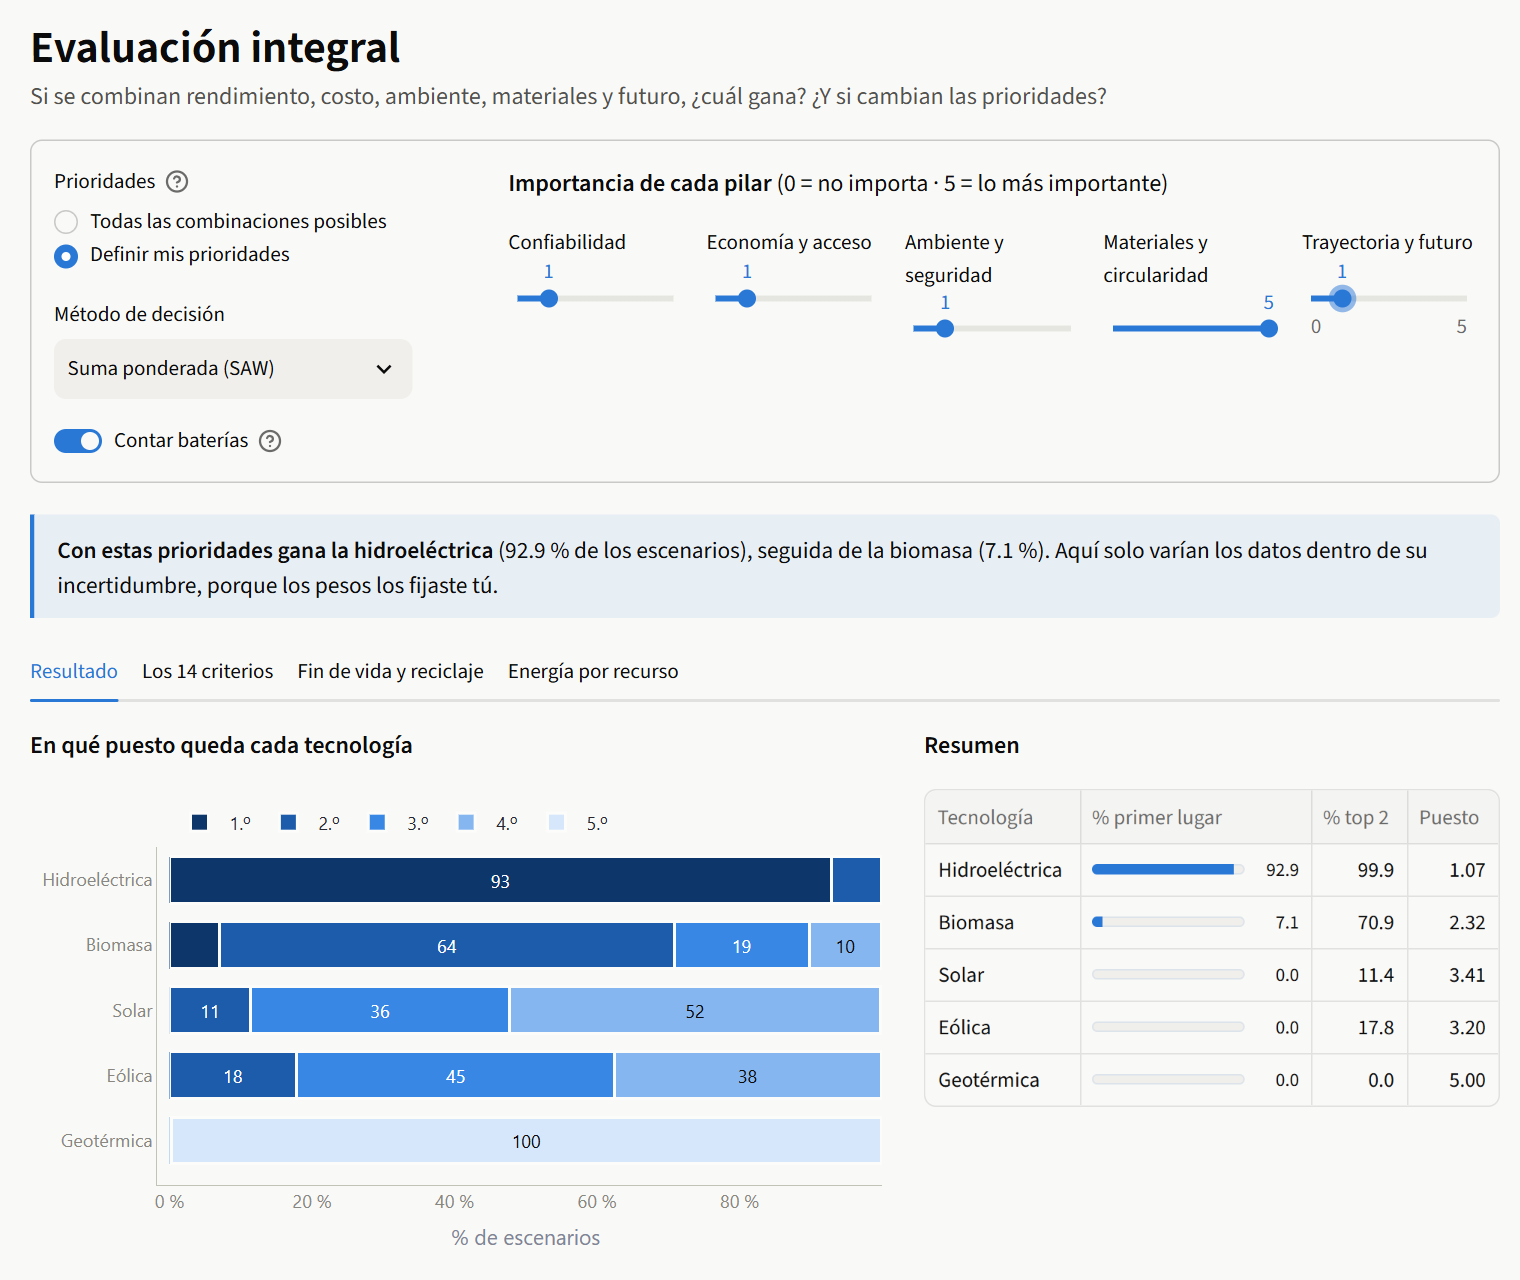 Evaluación integral
Si se combinan rendimiento, costo, ambiente, materiales y futuro, ¿cuál gana? ¿Y si cambian las prioridades?
Prioridades ?
Todas las combinaciones posibles
Definir mis prioridades
Método de decisión
Suma ponderada (SAW)
Contar baterías ?
Importancia de cada pilar (0 = no importa · 5 = lo más importante)
Confiabilidad
1
Economía y acceso
1
Ambiente y
seguridad
1
Materiales y
circularidad
5
Trayectoria y futuro
1
0 5
Con estas prioridades gana la hidroeléctrica (92.9 % de los escenarios), seguida de la biomasa (7.1 %). Aquí solo varían los datos dentro de su
incertidumbre, porque los pesos los fijaste tú.
Resultado Los 14 criterios Fin de vida y reciclaje Energía por recurso
En qué puesto queda cada tecnología
1.º 2.º 3.º 4.º 5.º
Hidroeléctrica 93
Biomasa 64 19 10
Solar 11 36 52
Eólica 18 45 38
Geotérmica 100
0 % 20 % 40 % 60 % 80 %
% de escenarios
Resumen
Tecnología % primer lugar % top 2 Puesto
Hidroeléctrica 92.9 99.9 1.07
Biomasa 7.1 70.9 2.32
Solar 0.0 11.4 3.41
Eólica 0.0 17.8 3.20
Geotérmica 0.0 0.0 5.00